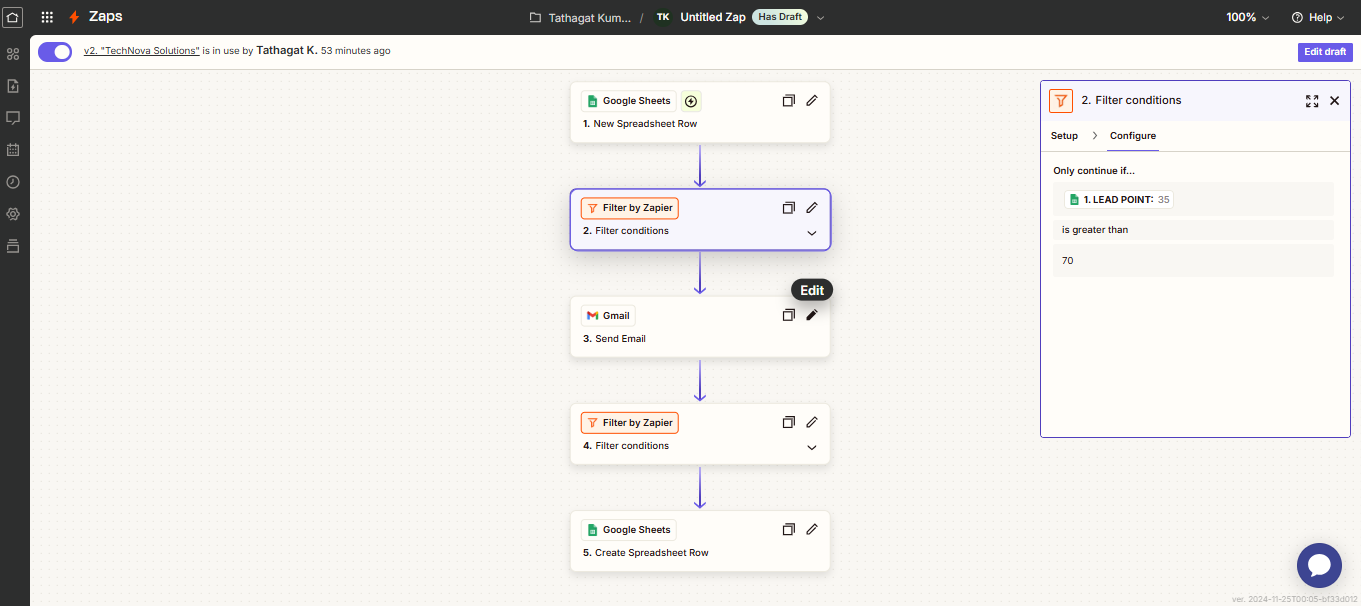 Zaps
Tathagat Kum... / TK Untitled Zap Has Draft
100%
Help
v2. "TechNova Solutions" is in use by Tathagat K. 53 minutes ago
Edit draft
Google Sheets
1. New Spreadsheet Row
Filter by Zapier
2. Filter conditions
Edit
Gmail
3. Send Email
Filter by Zapier
4. Filter conditions
Google Sheets
5. Create Spreadsheet Row
2. Filter conditions
Setup > Configure
Only continue if...
1. LEAD POINT: 35
is greater than
70
ver. 2024-11-25T00:05-bf33d012